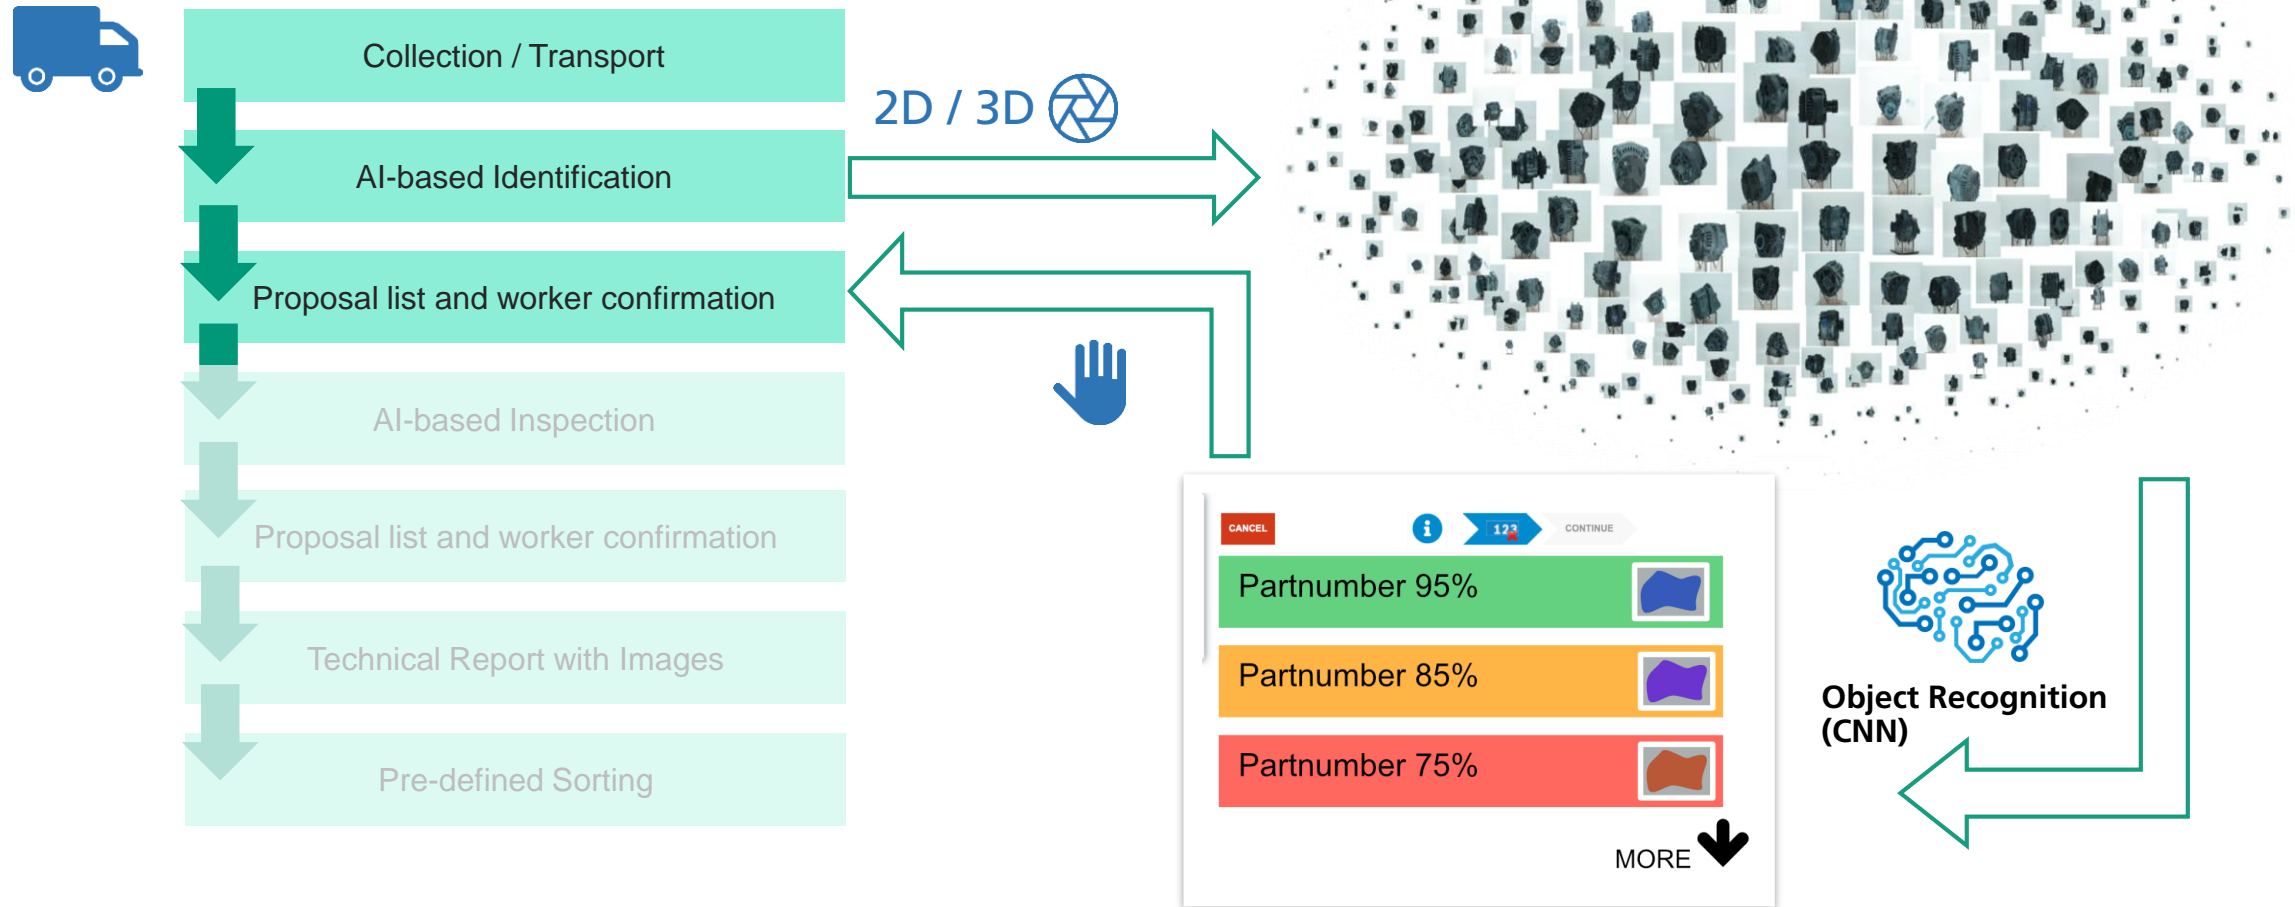 Collection / Transport
AI-based Identification
Proposal list and worker confirmation
AI-based Inspection
Proposal list and worker confirmation
Technical Report with Images
Pre-defined Sorting
2D / 3D
CANCEL
i
123
CONTINUE
Partnumber 95%
Partnumber 85%
Partnumber 75%
MORE
Object Recognition
(CNN)